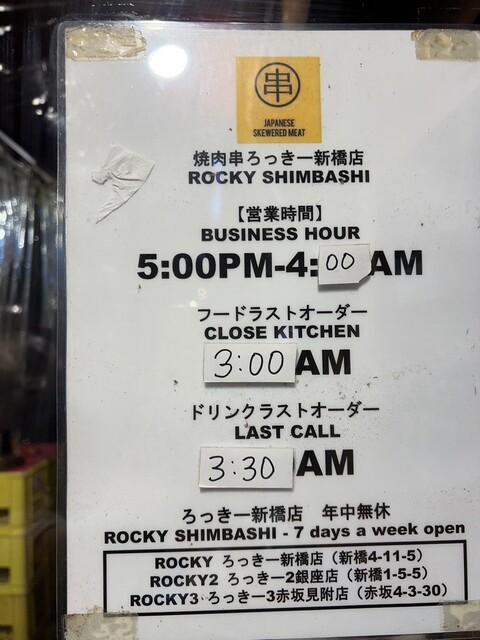 串
JAPANESE
SKEWERED MEAT
焼肉串ろっきー新橋店
ROCKY SHIMBASHI
【営業時間】
BUSINESS HOUR
5:00PM-4:00AM
フードラストオーダー
CLOSE KITCHEN
3:00AM
ドリンクラストオーダー
LAST CALL
3:30AM
ろっきー新橋店 年中無休
ROCKY SHIMBASHI - 7 days a week open
ROCKY ろっきー新橋店（新橋4-11-5）
ROCKY2 ろっきー2銀座店（新橋1-5-5）
ROCKY3 ろっきー3赤坂見附店（赤坂4-3-30）